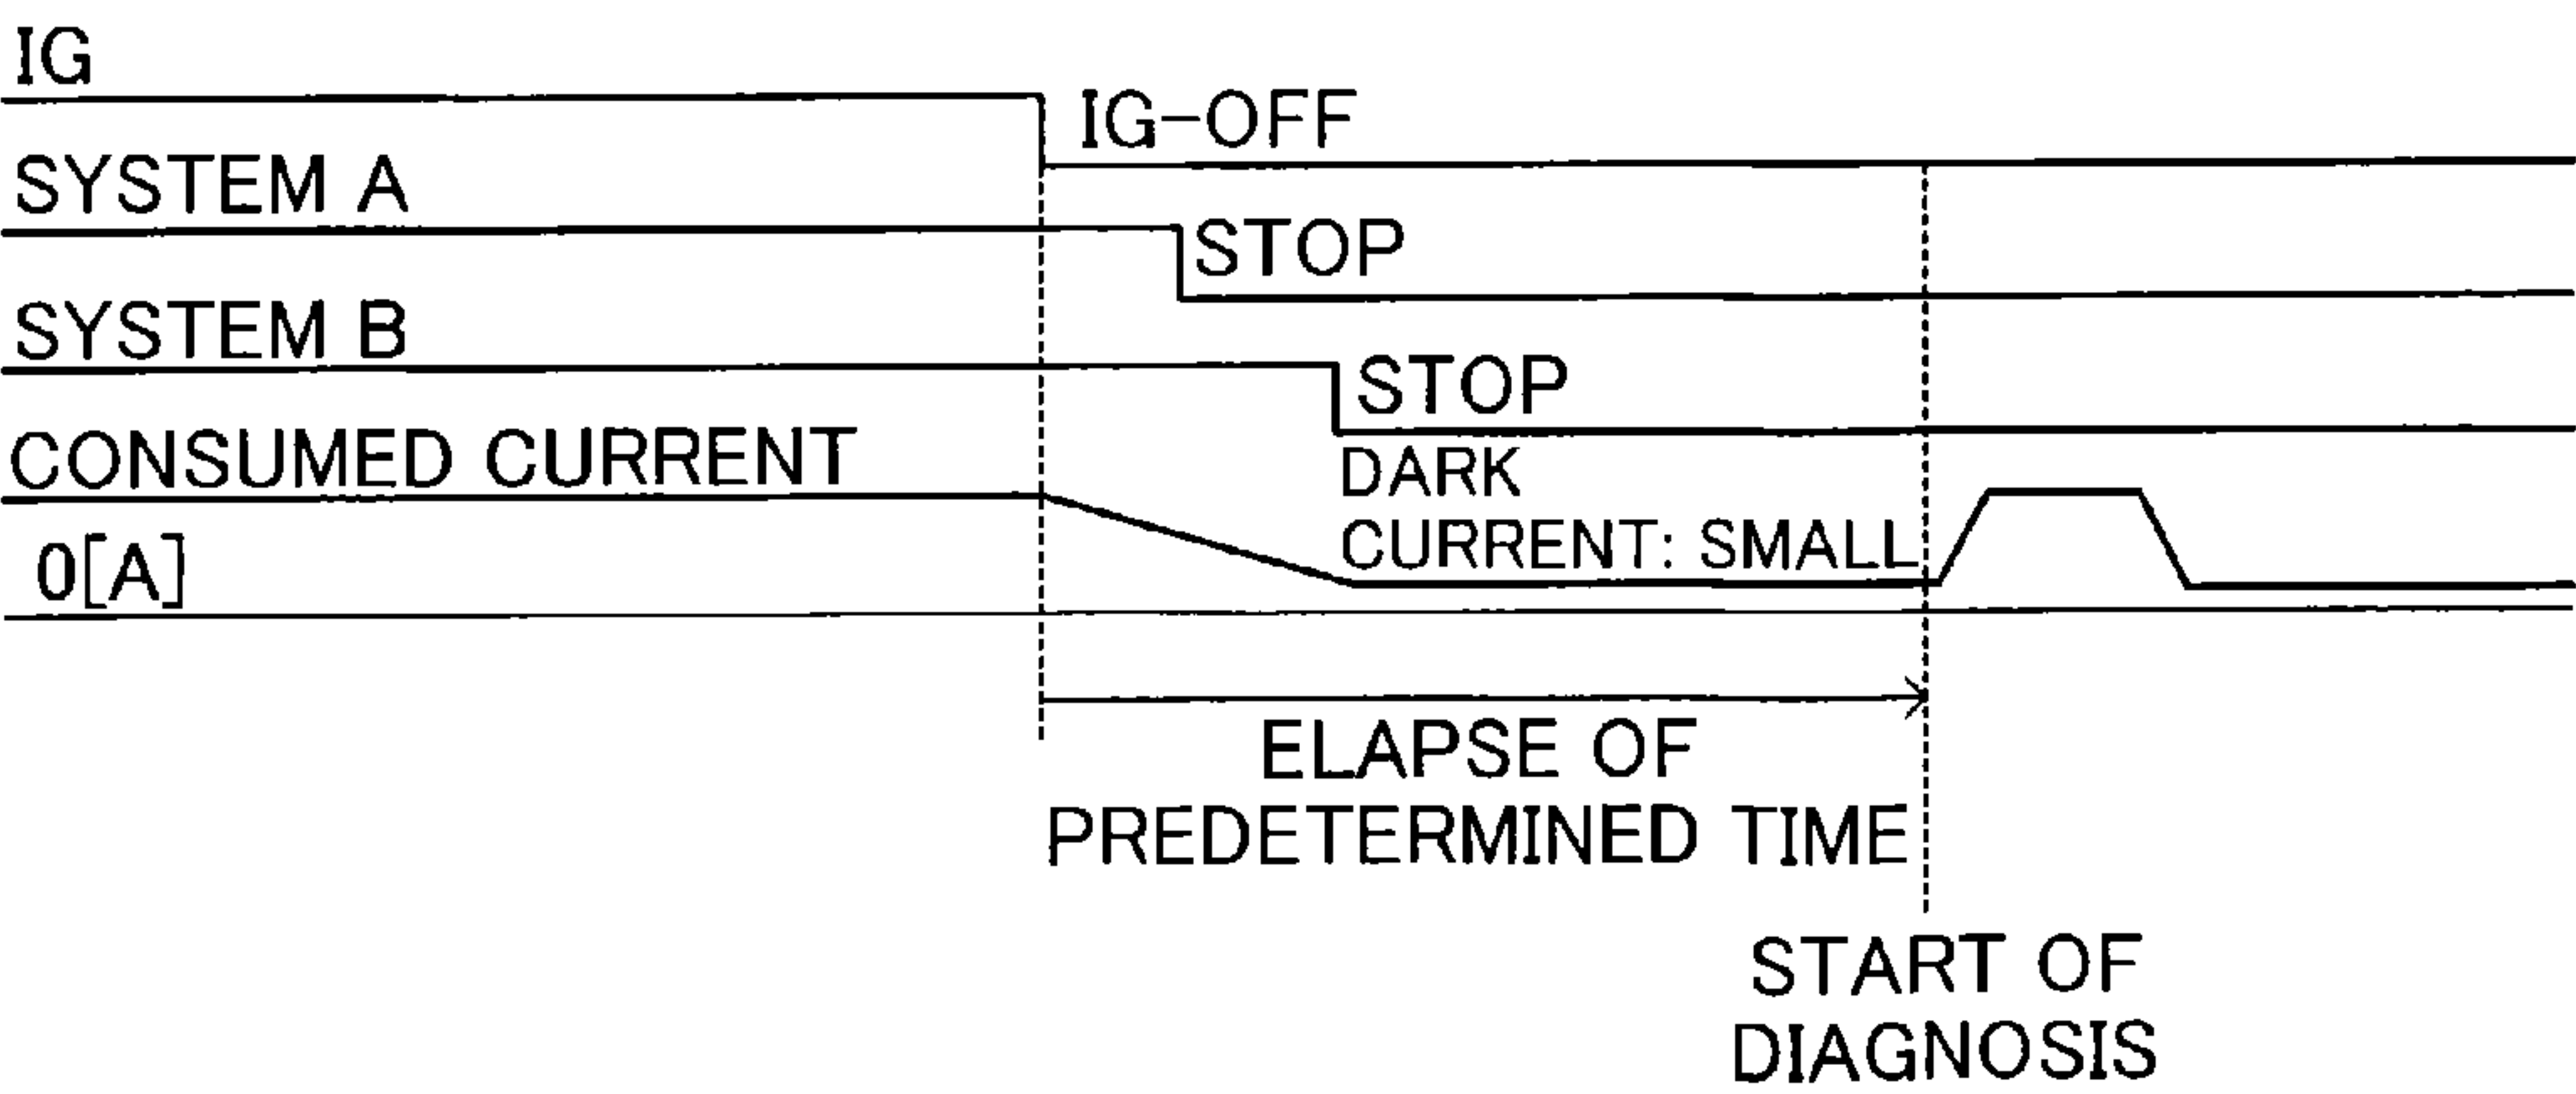 IG
IG-OFF
SYSTEM A
STOP
SYSTEM B
STOP
CONSUMED CURRENT
DARK
CURRENT: SMALL
0[A]
ELAPSE OF
PREDETERMINED TIME
START OF
DIAGNOSIS